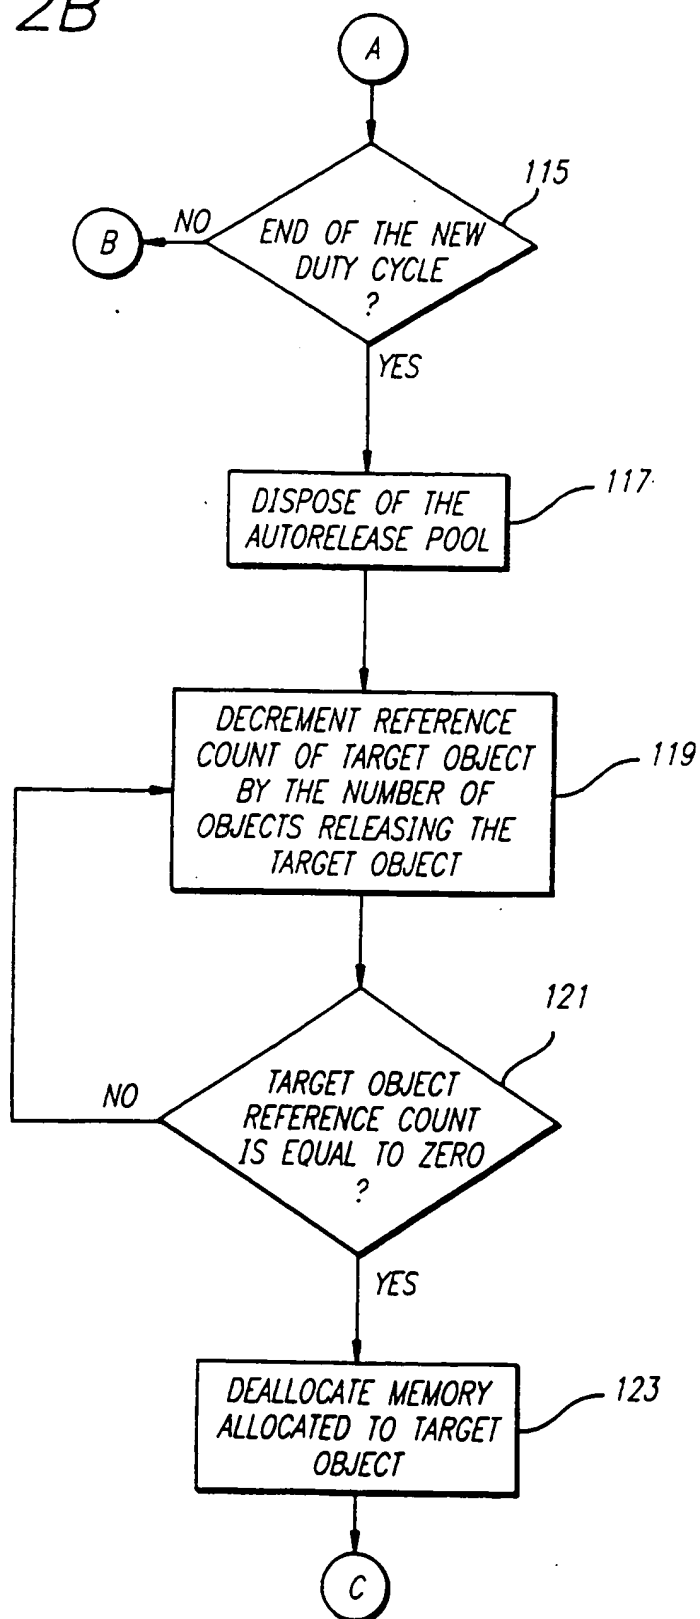 2B
A
115
NO
B
END OF THE NEW
DUTY CYCLE
?
YES
117
DISPOSE OF THE
AUTORELEASE POOL
DECREMENT REFERENCE
COUNT OF TARGET OBJECT
BY THE NUMBER OF
OBJECTS RELEASING THE
TARGET OBJECT
119
121
NO
TARGET OBJECT
REFERENCE COUNT
IS EQUAL TO ZERO
?
YES
DEALLOCATE MEMORY
ALLOCATED TO TARGET
OBJECT
123
C